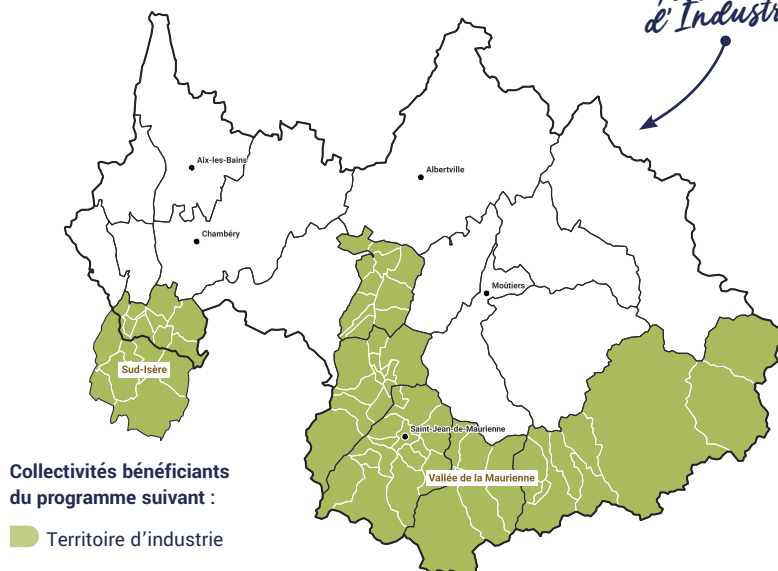 d'Industri
Aix-les-Bains
Albertville
Chambéry
Moûtiers
Sud-Isère
Saint-Jean-de-Maurienne
Vallée de la Maurienne
Collectivités bénéficiants
du programme suivant :
Territoire d'industrie